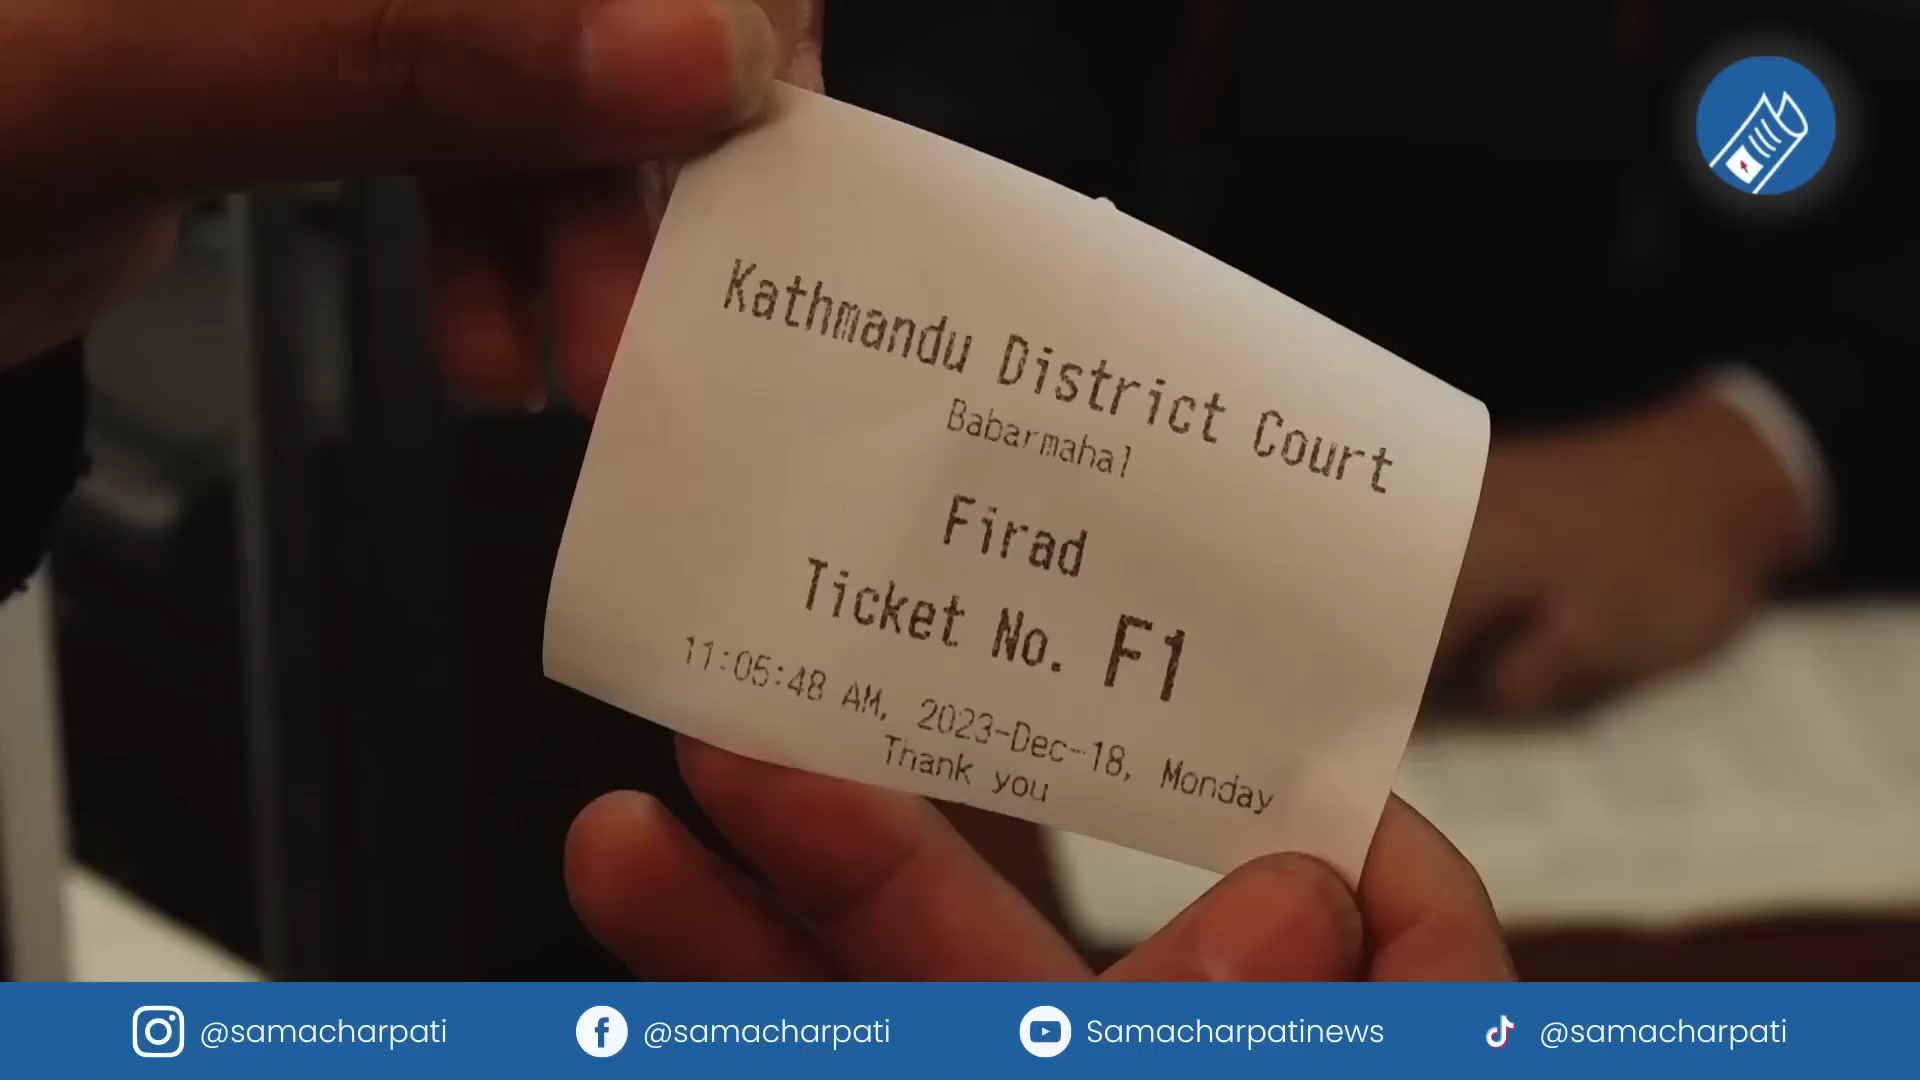 Kathmandu District Court
Babarmahal
Firad
Ticket No. F1
11:05:48 AM, 2023-Dec-18, Monday
Thank you
@samacharpati
@samacharpati
Samacharpatinews
@samacharpati